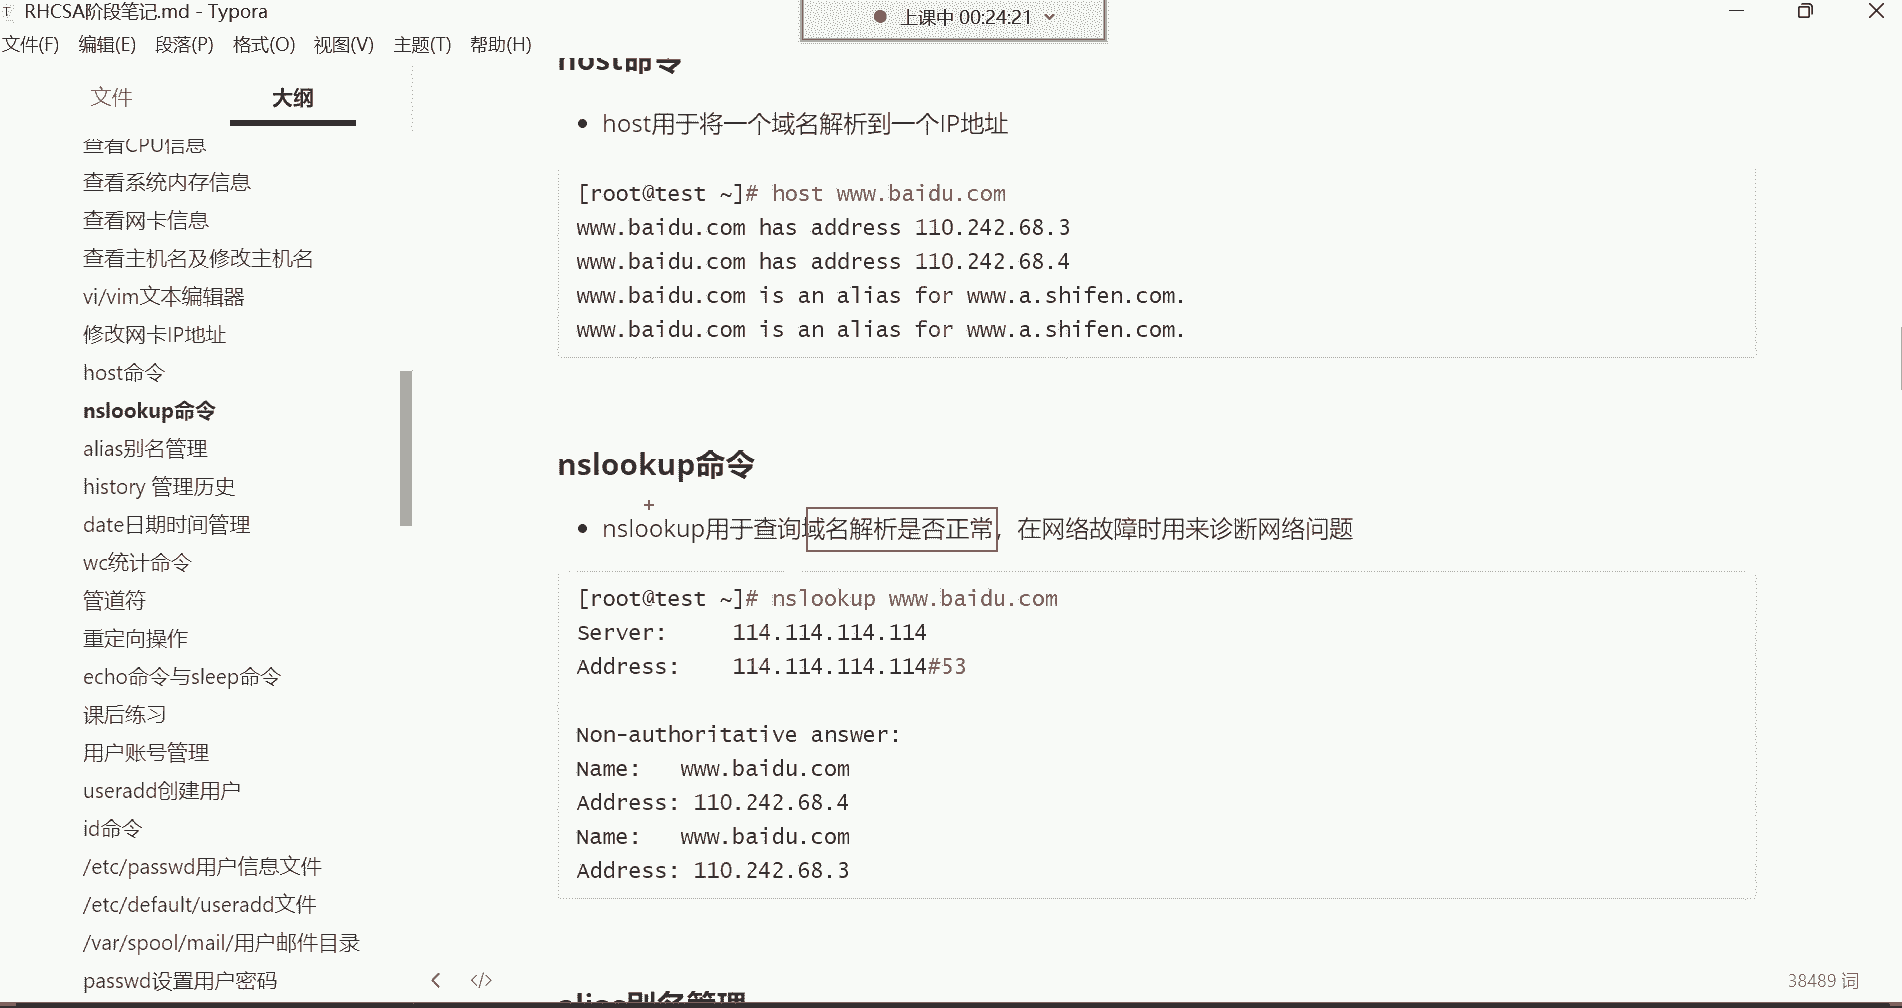 RHCSA阶段笔记.md - Typora
上课中 00:24:21
文件(F) 编辑(E) 段落(P) 格式(O) 视图(V) 主题(T) 帮助(H)
文件 大纲
查看CPU信息
查看系统内存信息
查看网卡信息
查看主机名及修改主机名
vi/vim文本编辑器
修改网卡IP地址
host命令
nslookup命令
alias别名管理
history 管理历史
date日期时间管理
wc统计命令
管道符
重定向操作
echo命令与sleep命令
课后练习
用户账号管理
useradd创建用户
id命令
/etc/passwd用户信息文件
/etc/default/useradd文件
/var/spool/mail/用户邮件目录
passwd设置用户密码
host命令
host用于将一个域名解析到一个IP地址
[root@test ~]# host www.baidu.com
www.baidu.com has address 110.242.68.3
www.baidu.com has address 110.242.68.4
www.baidu.com is an alias for www.a.shifen.com.
www.baidu.com is an alias for www.a.shifen.com.
nslookup命令
nslookup用于查询域名解析是否正常，在网络故障时用来诊断网络问题
[root@test ~]# nslookup www.baidu.com
Server: 114.114.114.114
Address: 114.114.114.114#53
Non-authoritative answer:
Name: www.baidu.com
Address: 110.242.68.4
Name: www.baidu.com
Address: 110.242.68.3
alias别名管理
38489 词